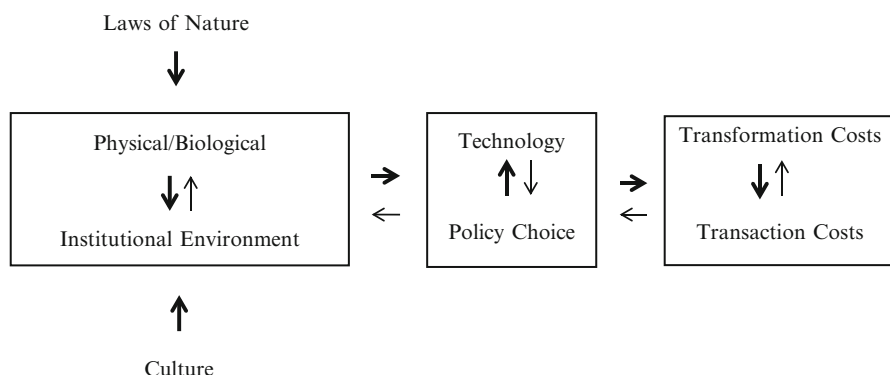 Laws of Nature
Physical/Biological
Institutional Environment
Technology
Policy Choice
Transformation Costs
Transaction Costs
Culture